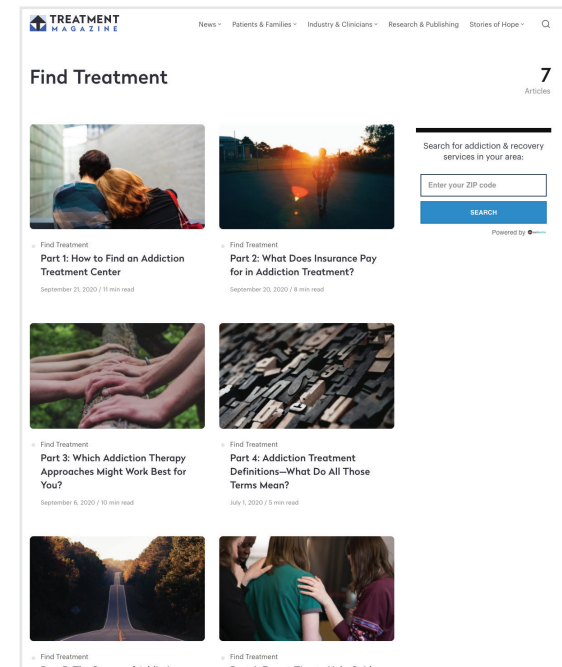 TREATMENT
MAGAZINE
News
Patients & Families
Industry & Clinicians
Research & Publishing
Stories of Hope
Find Treatment
7
Articles
Search for addiction & recovery
services in your area:
Enter your ZIP code
SEARCH
Powered by
Find Treatment
Part 1: How to Find an Addiction
Treatment Center
September 21, 2020 / 11 min read
Find Treatment
Part 2: What Does Insurance Pay
for in Addiction Treatment?
September 20, 2020 / 8 min read
Find Treatment
Part 3: Which Addiction Therapy
Approaches Might Work Best for
You?
September 6, 2020 / 10 min read
Find Treatment
Part 4: Addiction Treatment
Definitions—What Do All Those
Terms Mean?
July 1, 2020 / 5 min read
Find Treatment
Find Treatment